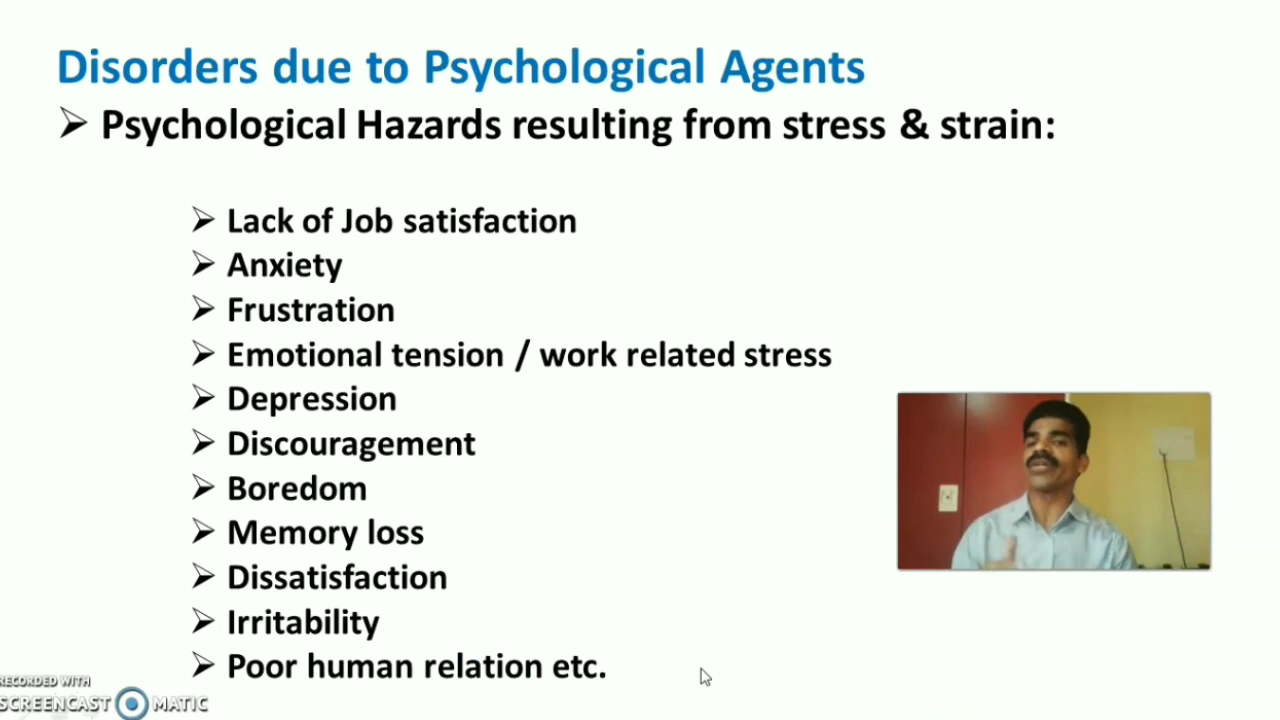 Disorders due to Psychological Agents
➢ Psychological Hazards resulting from stress & strain:
➢ Lack of Job satisfaction
➢ Anxiety
➢ Frustration
➢ Emotional tension / work related stress
➢ Depression
➢ Discouragement
➢ Boredom
➢ Memory loss
➢ Dissatisfaction
➢ Irritability
➢ Poor human relation etc.
RECORDED WITH
SCREENCAST MATIC